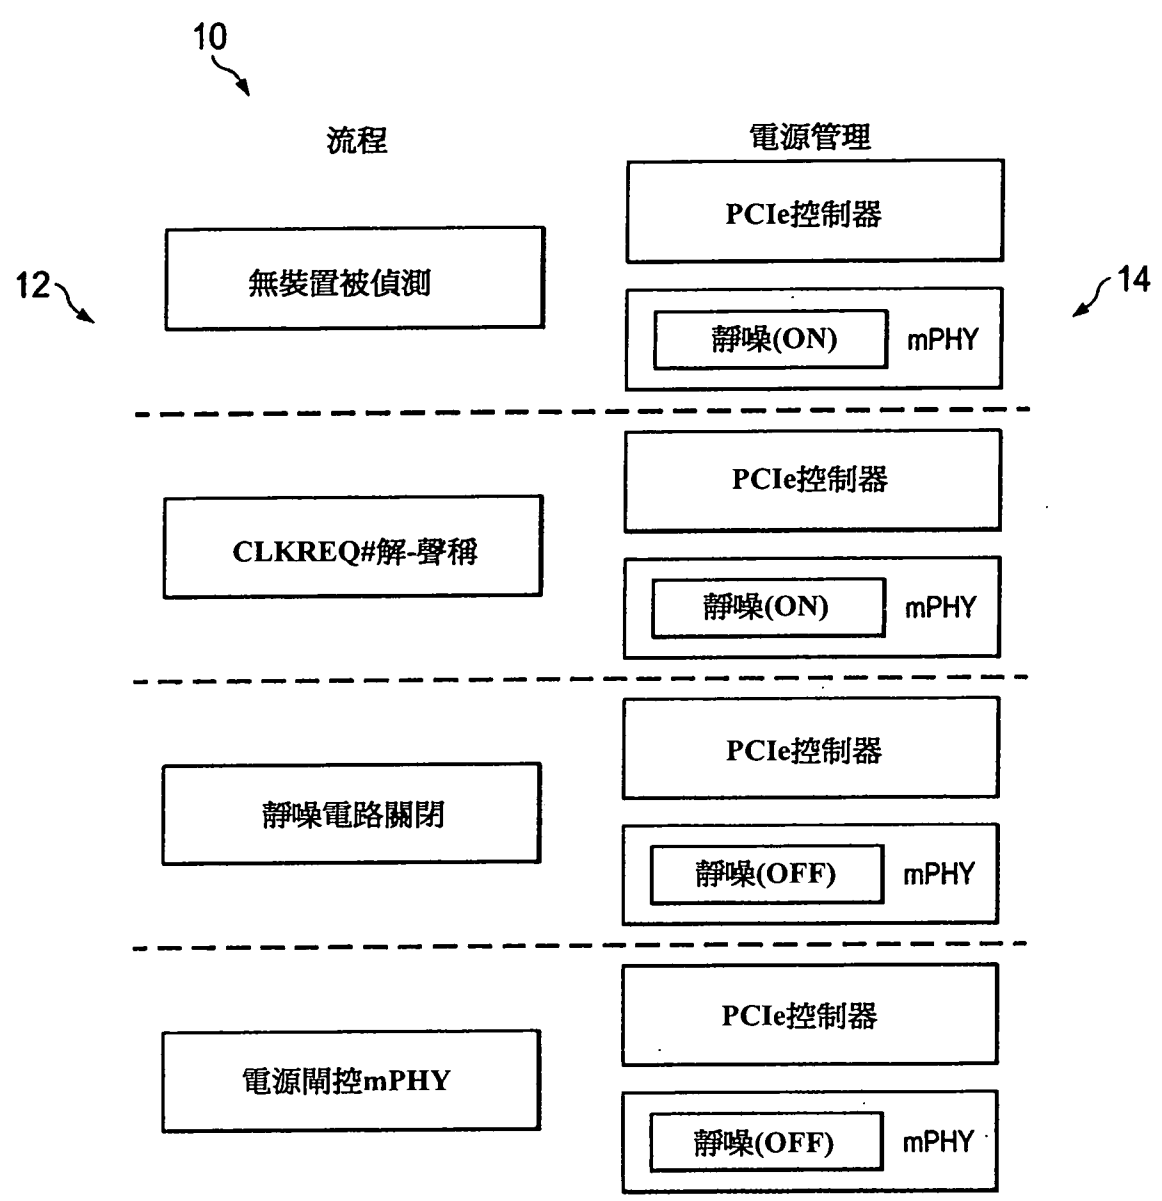 10
流程
電源管理
PCIe控制器
無裝置被偵測
12
14
靜噪(ON) mPHY
PCIe控制器
CLKREQ#解-聲稱
靜噪(ON) mPHY
PCIe控制器
靜噪電路關閉
靜噪(OFF) mPHY
PCIe控制器
電源閘控mPHY
靜噪(OFF) mPHY